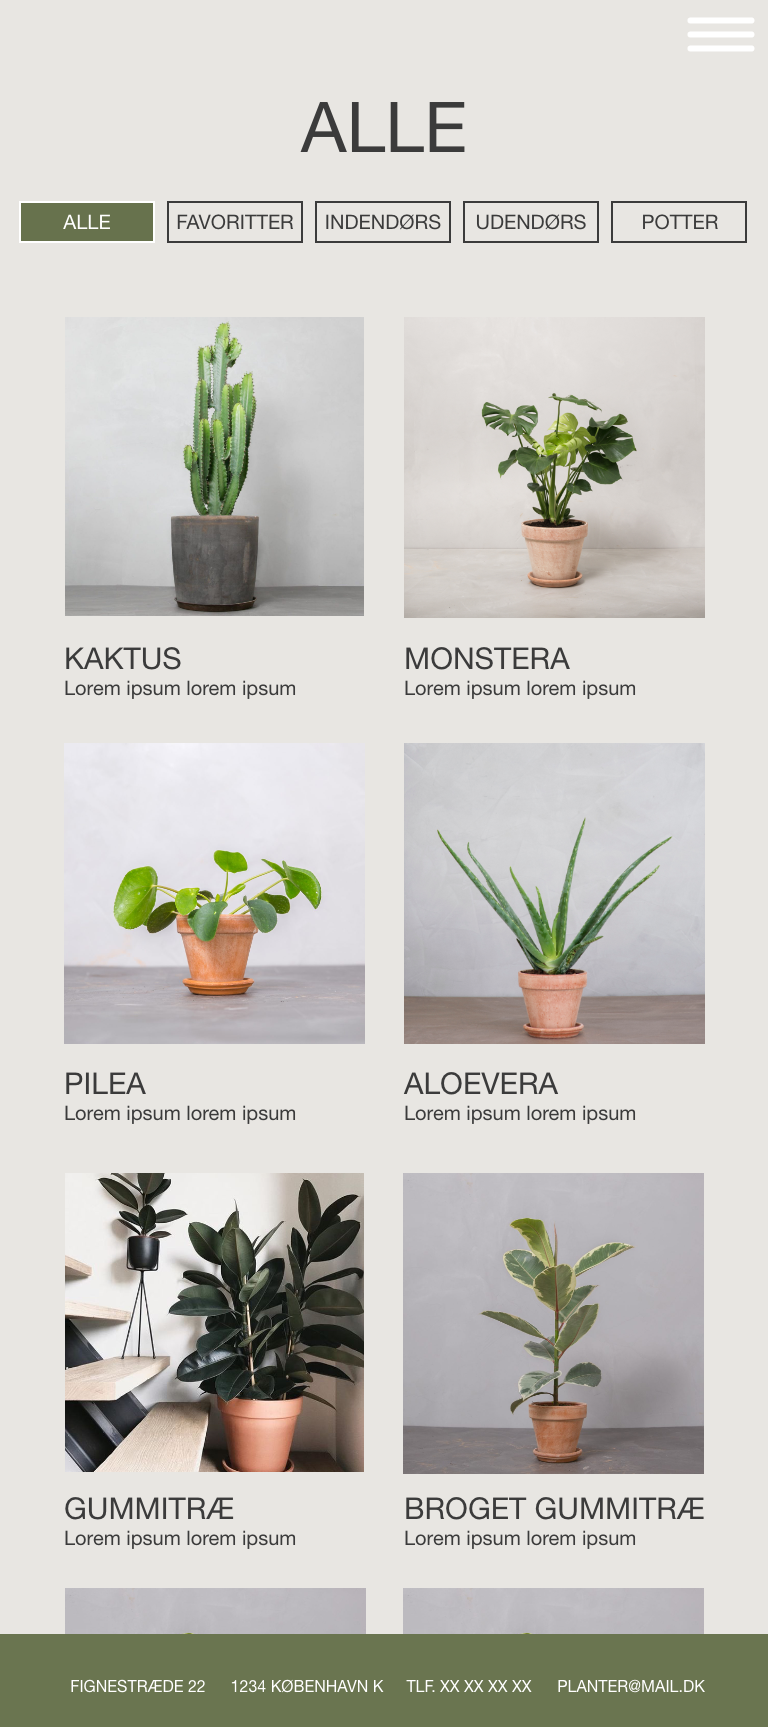 ALLE
ALLE FAVORITTER INDENDØRS UDENDØRS POTTER
KAKTUS
Lorem ipsum lorem ipsum
MONSTERA
Lorem ipsum lorem ipsum
PILEA
Lorem ipsum lorem ipsum
ALOEVERA
Lorem ipsum lorem ipsum
GUMMITRÆ
Lorem ipsum lorem ipsum
BROGET GUMMITRÆ
Lorem ipsum lorem ipsum
FIGNESTRÆDE 22 1234 KØBENHAVN K TLF. XX XX XX XX PLANTER@MAIL.DK